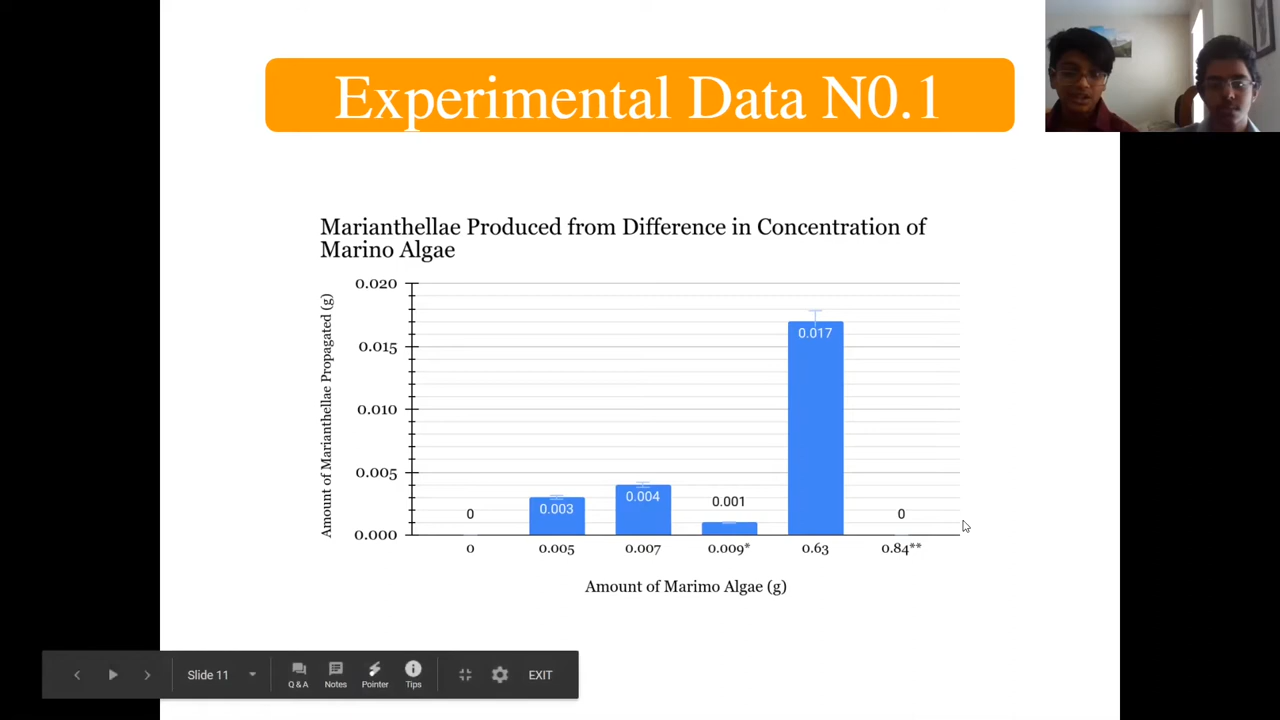 Experimental Data N0.1
Marianthellae Produced from Difference in Concentration of
Marino Algae
Amount of Marianthellae Propagated (g)
0.020
0.015
0.010
0.005
0.000
0
0.003
0.004
0.001
0.017
0
0
0.005
0.007
0.009*
0.63
0.84**
Amount of Marimo Algae (g)
Slide 11
Q & A
Notes
Pointer
Tips
EXIT